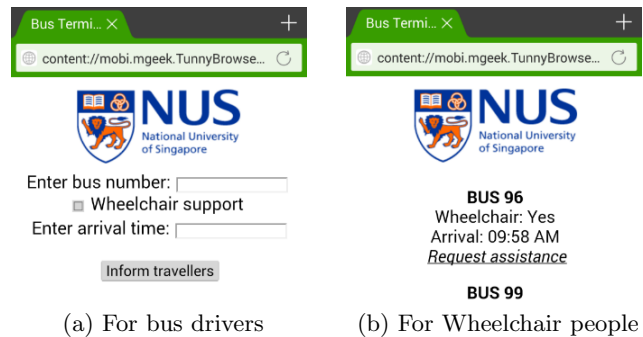 Bus Termi...
content://mobi.mgeek.TunnyBrowse...
NUS
National University
of Singapore
Enter bus number:
Wheelchair support
Enter arrival time:
Inform travellers
(a) For bus drivers
Bus Termi...
content://mobi.mgeek.TunnyBrowse...
NUS
National University
of Singapore
BUS 96
Wheelchair: Yes
Arrival: 09:58 AM
Request assistance
BUS 99
(b) For Wheelchair people